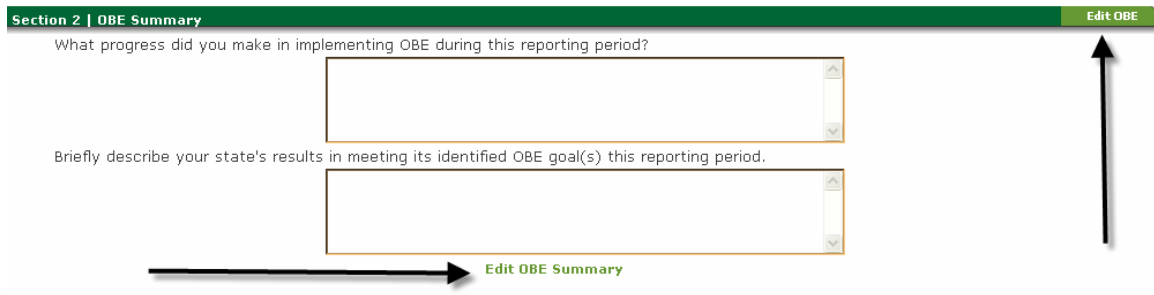 Section 2 | OBE Summary Edit OBE
What progress did you make in implementing OBE during this reporting period?
Briefly describe your state's results in meeting its identified OBE goal(s) this reporting period.
Edit OBE Summary